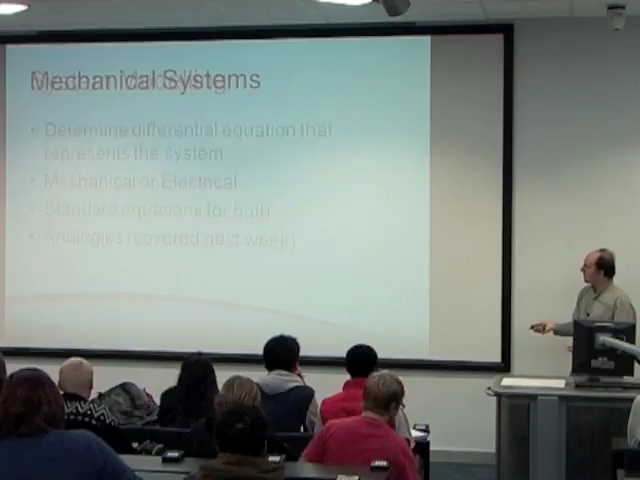 Mechanical Systems
• Determine differential equation that
represents the system
• Mechanical or Electrical
• Standard equations for both
• Analogies (covered next week)